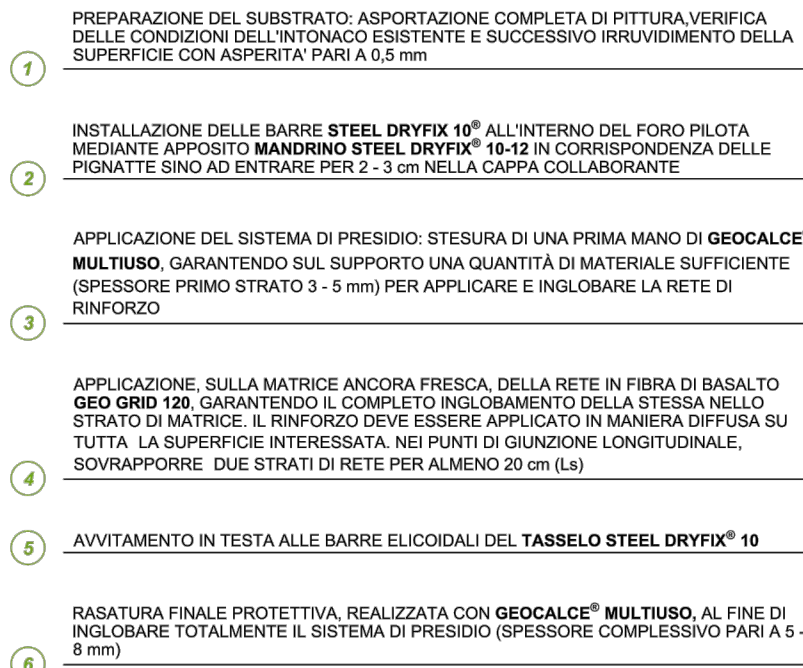 PREPARAZIONE DEL SUBSTRATO: ASPORTAZIONE COMPLETA DI PITTURA,VERIFICA
DELLE CONDIZIONI DELL'INTONACO ESISTENTE E SUCCESSIVO IRRUVIDIMENTO DELLA
SUPERFICIE CON ASPERITA' PARI A 0,5 mm
1
INSTALLAZIONE DELLE BARRE STEEL DRYFIX 10® ALL'INTERNO DEL FORO PILOTA
MEDIANTE APPOSITO MANDRINO STEEL DRYFIX® 10-12 IN CORRISPONDENZA DELLE
PIGNATTE SINO AD ENTRARE PER 2 - 3 cm NELLA CAPPA COLLABORANTE
2
APPLICAZIONE DEL SISTEMA DI PRESIDIO: STESURA DI UNA PRIMA MANO DI GEOCALCE®
MULTIUSO, GARANTENDO SUL SUPPORTO UNA QUANTITÀ DI MATERIALE SUFFICIENTE
(SPESSORE PRIMO STRATO 3 - 5 mm) PER APPLICARE E INGLOBARE LA RETE DI
RINFORZO
3
APPLICAZIONE, SULLA MATRICE ANCORA FRESCA, DELLA RETE IN FIBRA DI BASALTO
GEO GRID 120, GARANTENDO IL COMPLETO INGLOBAMENTO DELLA STESSA NELLO
STRATO DI MATRICE. IL RINFORZO DEVE ESSERE APPLICATO IN MANIERA DIFFUSA SU
TUTTA LA SUPERFICIE INTERESSATA. NEI PUNTI DI GIUNZIONE LONGITUDINALE,
SOVRAPPORRE DUE STRATI DI RETE PER ALMENO 20 cm (Ls)
4
AVVITAMENTO IN TESTA ALLE BARRE ELICOIDALI DEL TASSELO STEEL DRYFIX® 10
5
RASATURA FINALE PROTETTIVA, REALIZZATA CON GEOCALCE® MULTIUSO, AL FINE DI
INGLOBARE TOTALMENTE IL SISTEMA DI PRESIDIO (SPESSORE COMPLESSIVO PARI A 5 -
8 mm)
6